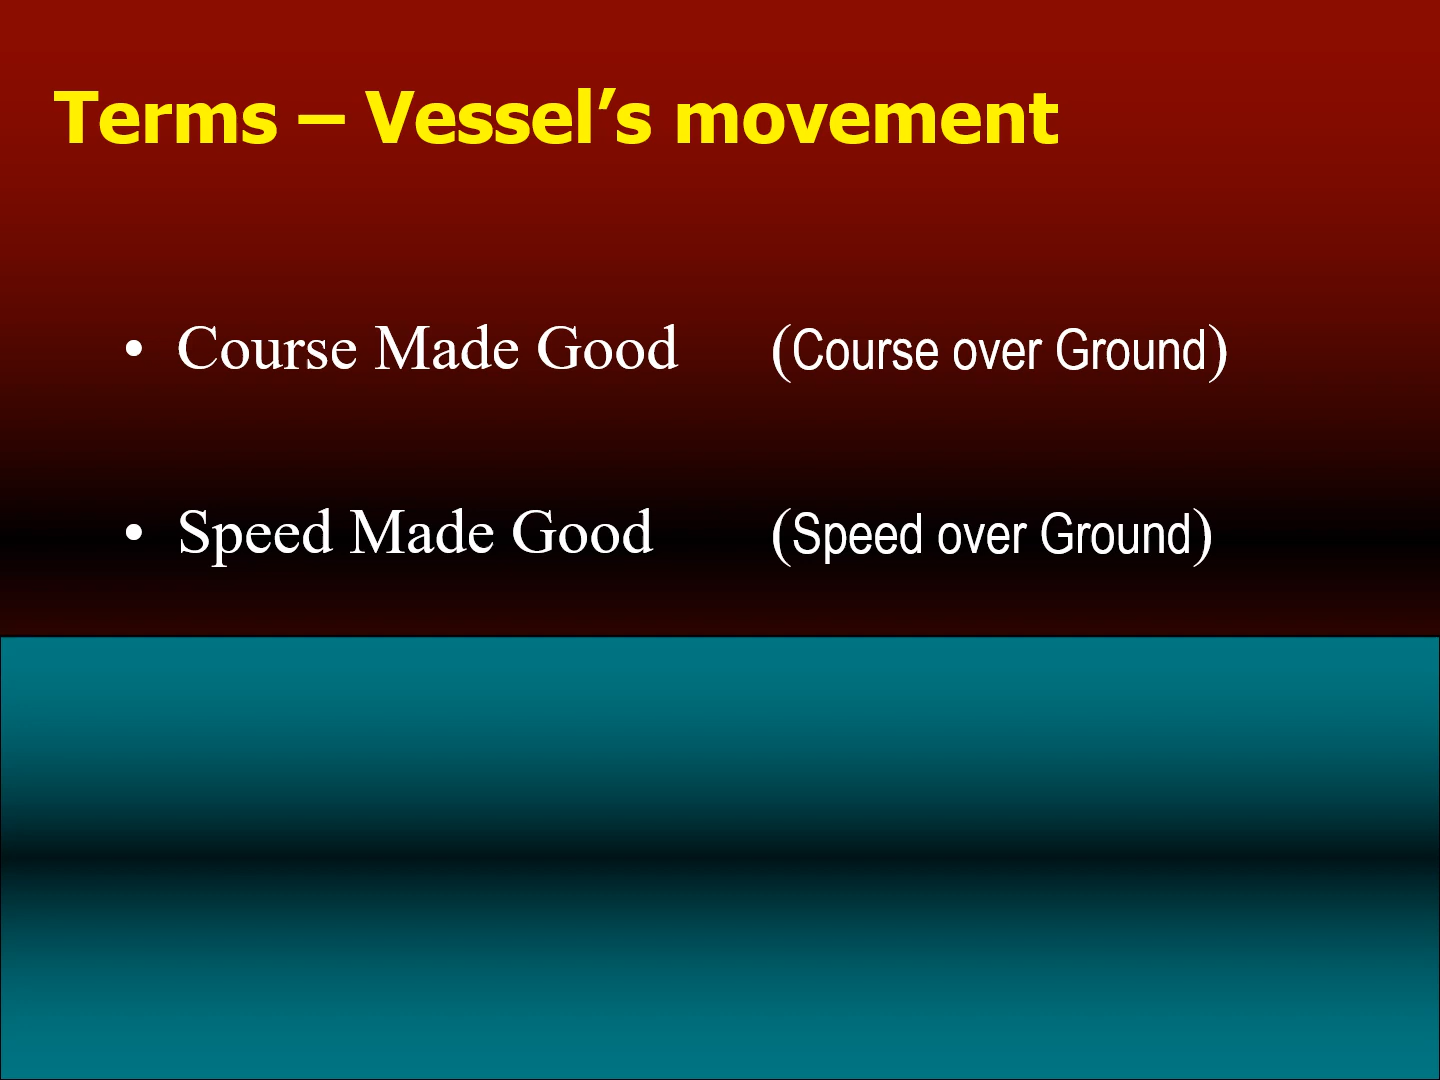 Terms – Vessel’s movement
• Course Made Good (Course over Ground)
• Speed Made Good (Speed over Ground)